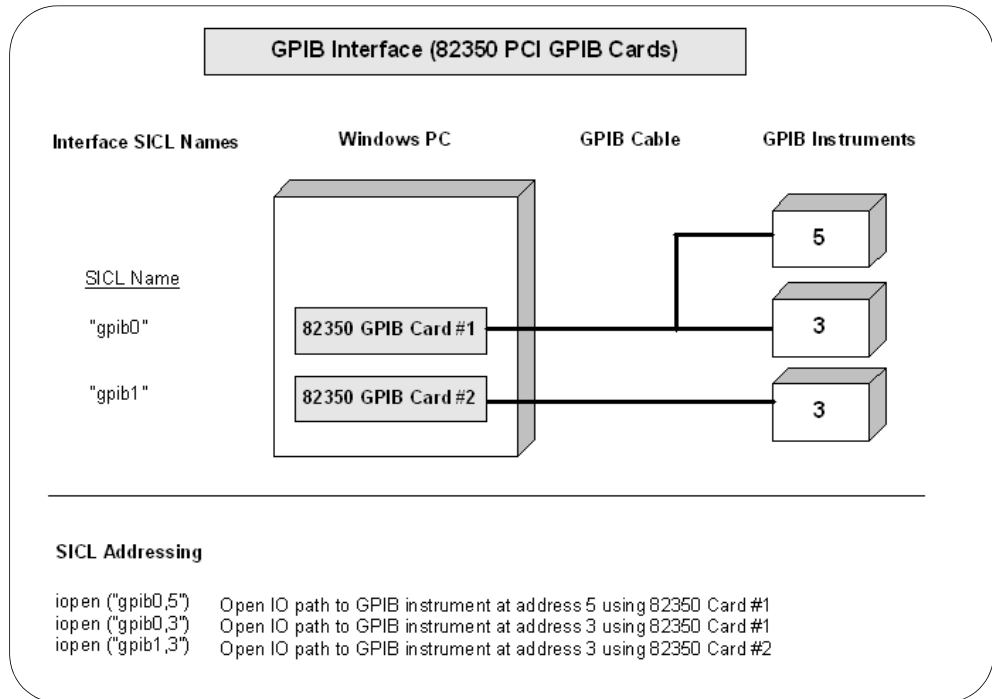 GPIB Interface (82350 PCI GPIB Cards)
Interface SICL Names
Windows PC
GPIB Cable
GPIB Instruments
SICL Name
"gpib0"
"gpib1"
82350 GPIB Card #1
82350 GPIB Card #2
5
3
3
SICL Addressing
iopen ("gpib0,5") Open IO path to GPIB instrument at address 5 using 82350 Card #1
iopen ("gpib0,3") Open IO path to GPIB instrument at address 3 using 82350 Card #1
iopen ("gpib1,3") Open IO path to GPIB instrument at address 3 using 82350 Card #2